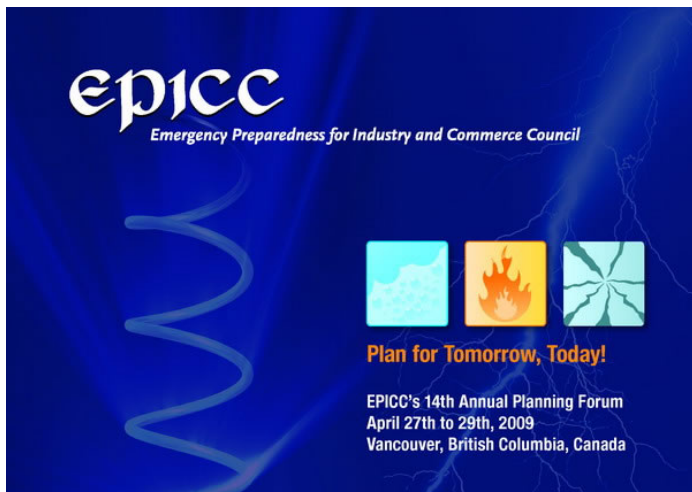 EPICC
Emergency Preparedness for Industry and Commerce Council
Plan for Tomorrow, Today!
EPICC's 14th Annual Planning Forum
April 27th to 29th, 2009
Vancouver, British Columbia, Canada